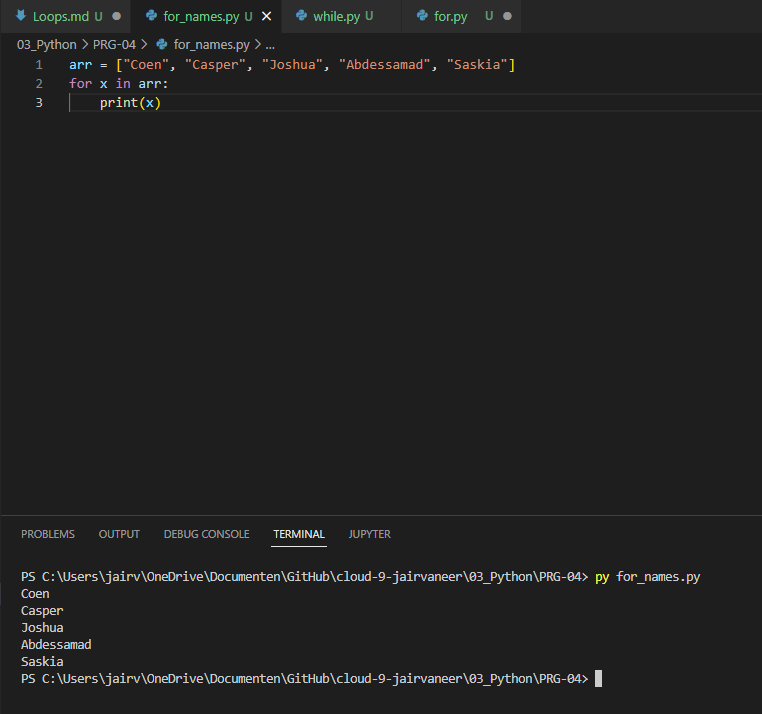 Loops.md U for_names.py U while.py U for.py U
03_Python > PRG-04 > for_names.py > ...
1 arr = ["Coen", "Casper", "Joshua", "Abdessamad", "Saskia"]
2 for x in arr:
3     print(x)
PROBLEMS OUTPUT DEBUG CONSOLE TERMINAL JUPYTER
PS C:\Users\jairv\OneDrive\Documenten\GitHub\cloud-9-jairvaneer\03_Python\PRG-04> py for_names.py
Coen
Casper
Joshua
Abdessamad
Saskia
PS C:\Users\jairv\OneDrive\Documenten\GitHub\cloud-9-jairvaneer\03_Python\PRG-04>